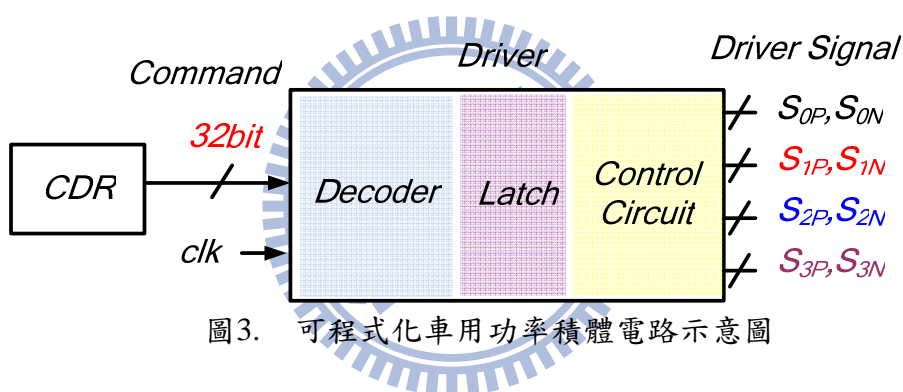 Command
Driver
Driver Signal
32bit
CDR
clk
Decoder
Latch
Control
Circuit
S0P,S0N
S1P,S1N
S2P,S2N
S3P,S3N
圖3. 可程式化車用功率積體電路示意圖